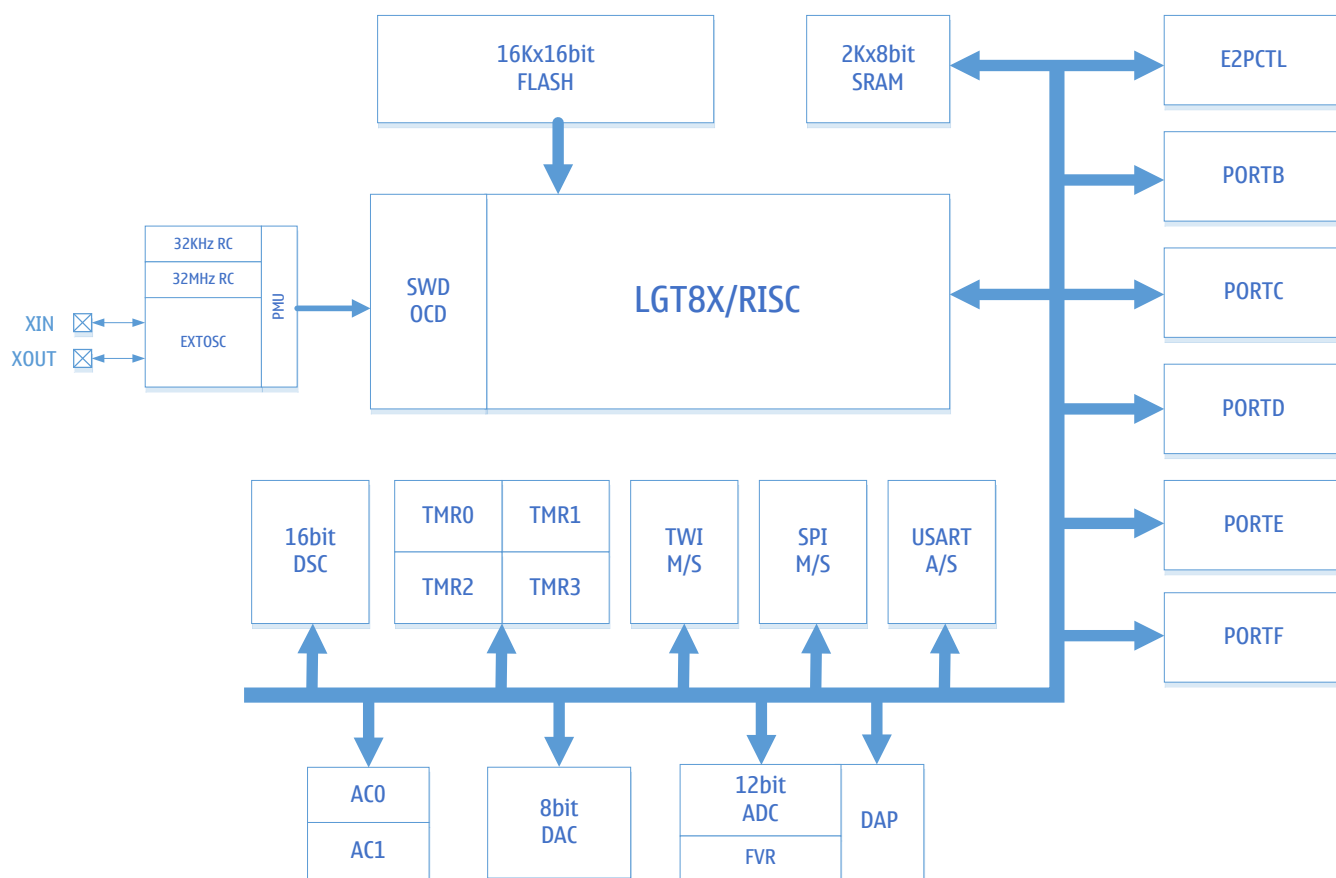 16Kx16bit
FLASH
2Kx8bit
SRAM
E2PCTL
PORTB
32KHz RC
32MHz RC
EXTOSC
PMU
XIN
XOUT
SWD
OCD
LGT8X/RISC
PORTC
PORTD
16bit
DSC
TMR0
TMR1
TMR2
TMR3
TWI
M/S
SPI
M/S
USART
A/S
PORTE
PORTF
AC0
AC1
8bit
DAC
12bit
ADC
FVR
DAP